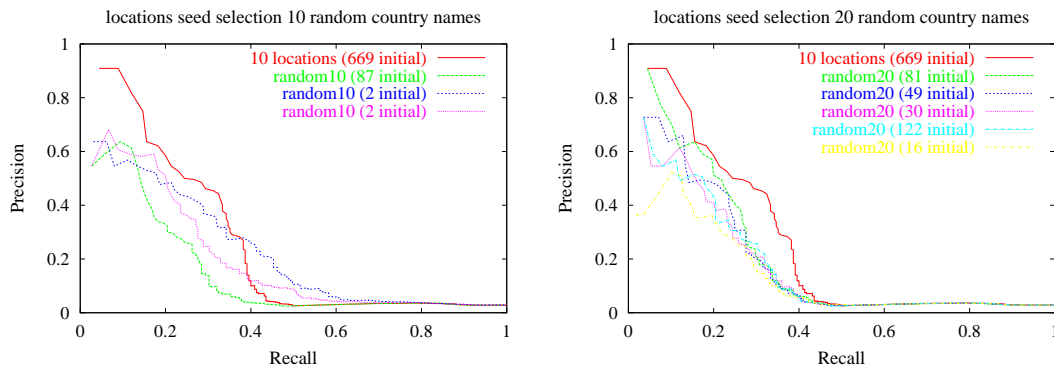 locations seed selection 10 random country names
1
0.8
0.6
0.4
0.2
0
0 0.2 0.4 0.6 0.8 1
Precision
Recall
10 locations (669 initial)
random10 (87 initial)
random10 (2 initial)
random10 (2 initial)
locations seed selection 20 random country names
1
0.8
0.6
0.4
0.2
0
0 0.2 0.4 0.6 0.8 1
Precision
Recall
10 locations (669 initial)
random20 (81 initial)
random20 (49 initial)
random20 (30 initial)
random20 (122 initial)
random20 (16 initial)